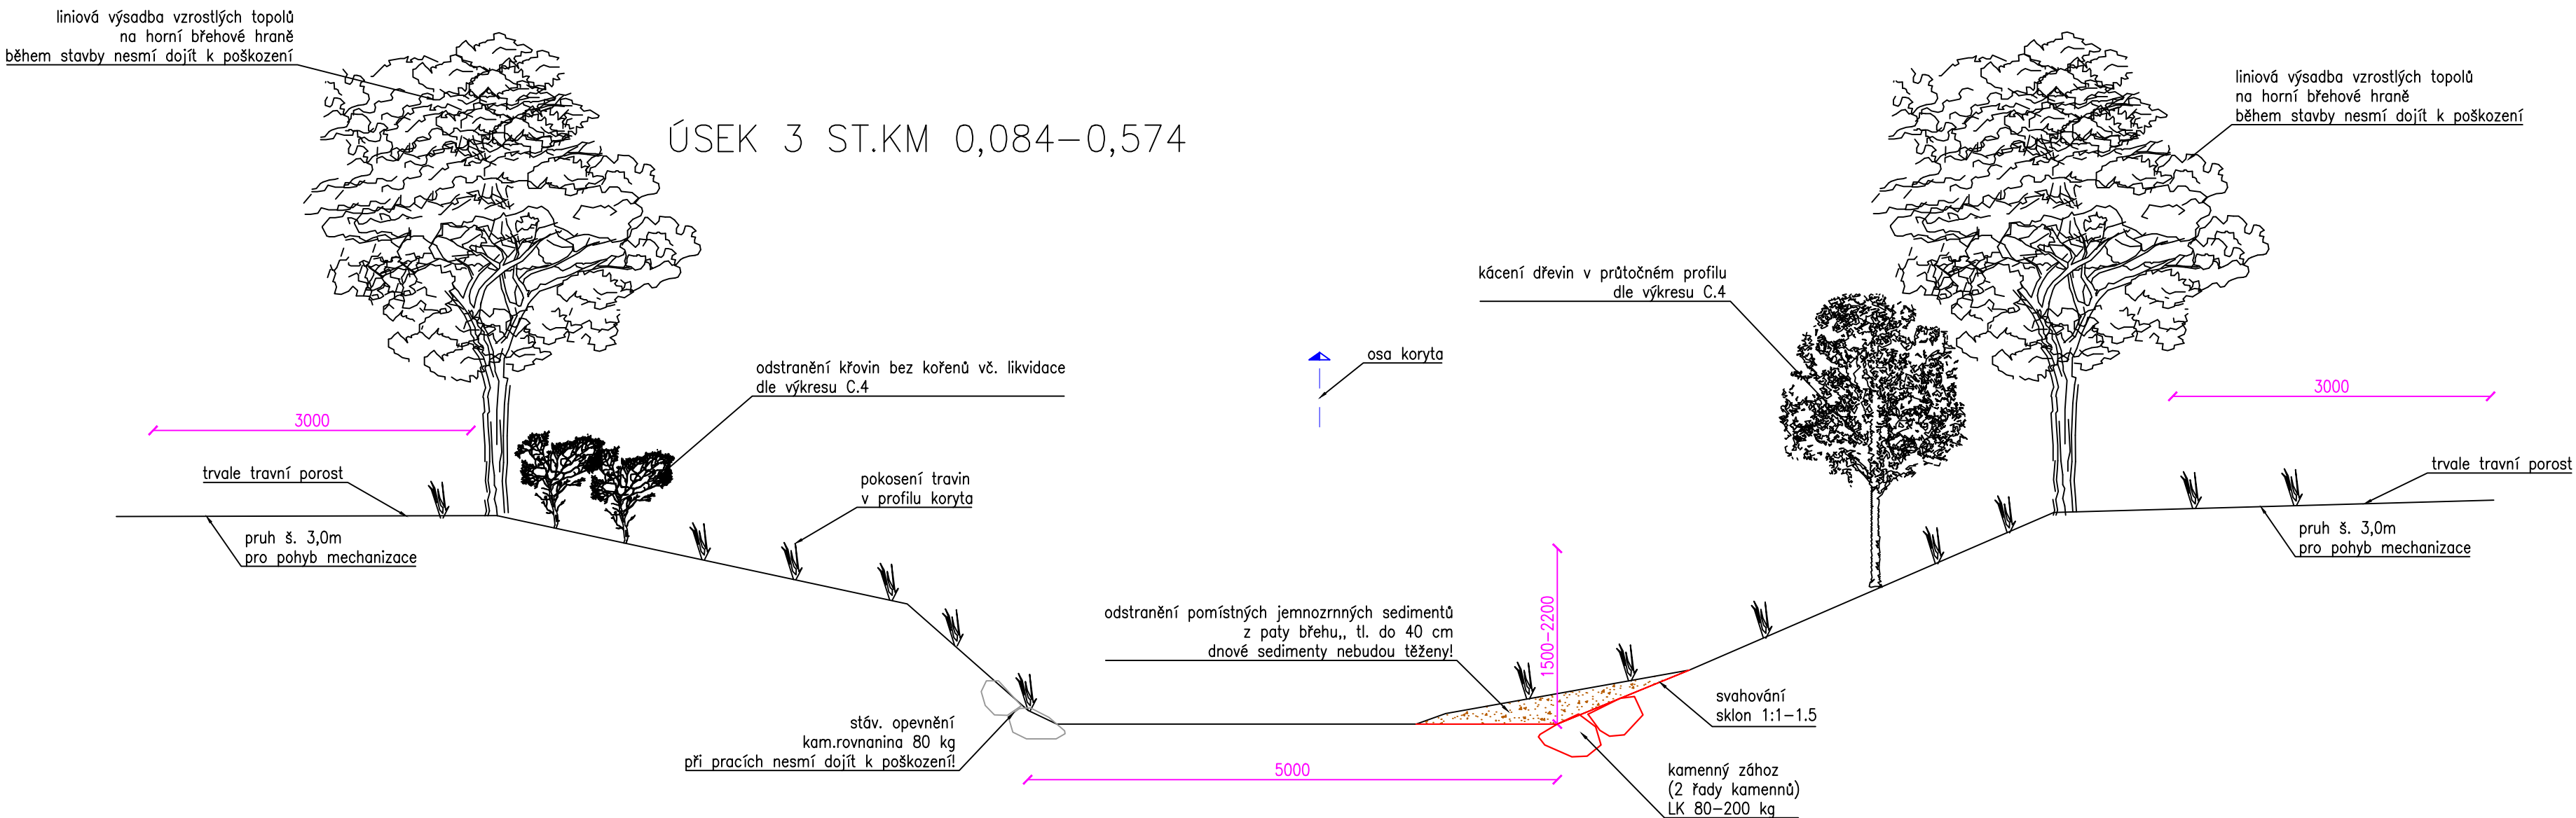 liniová výsadba vzrostlých topolů
na horní břehové hraně
během stavby nesmí dojít k poškození
ÚSEK 3 ST.KM 0,084-0,574
liniová výsadba vzrostlých topolů
na horní břehové hraně
během stavby nesmí dojít k poškození
kácení dřevin v průtočném profilu
dle výkresu C.4
osa koryta
odstranění křovin bez kořenů vč. likvidace
dle výkresu C.4
3000
3000
trvale travní porost
pokosení travin
v profilu koryta
trvale travní porost
pruh š. 3,0m
pro pohyb mechanizace
pruh š. 3,0m
pro pohyb mechanizace
odstranění pomístných jemnozrnných sedimentů
z paty břehu,, tl. do 40 cm
dnové sedimenty nebudou těženy!
1500-2200
svahování
sklon 1:1-1.5
stáv. opevnění
kam.rovnanina 80 kg
při pracích nesmí dojít k poškození!
5000
kamenný zához
(2 řady kamennů)
LK 80-200 kg